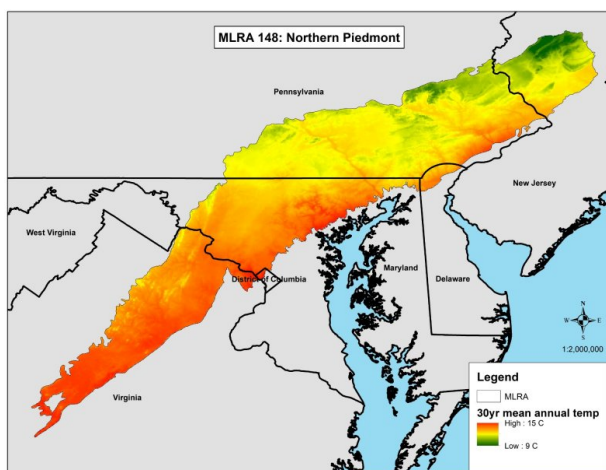 MLRA 148: Northern Piedmont
Pennsylvania
New Jersey
West Virginia
District of Columbia
Maryland
Delaware
Virginia
N
W E
S
1:2,000,000
Legend
MLRA
30yr mean annual temp
High : 15 C
Low : 9 C